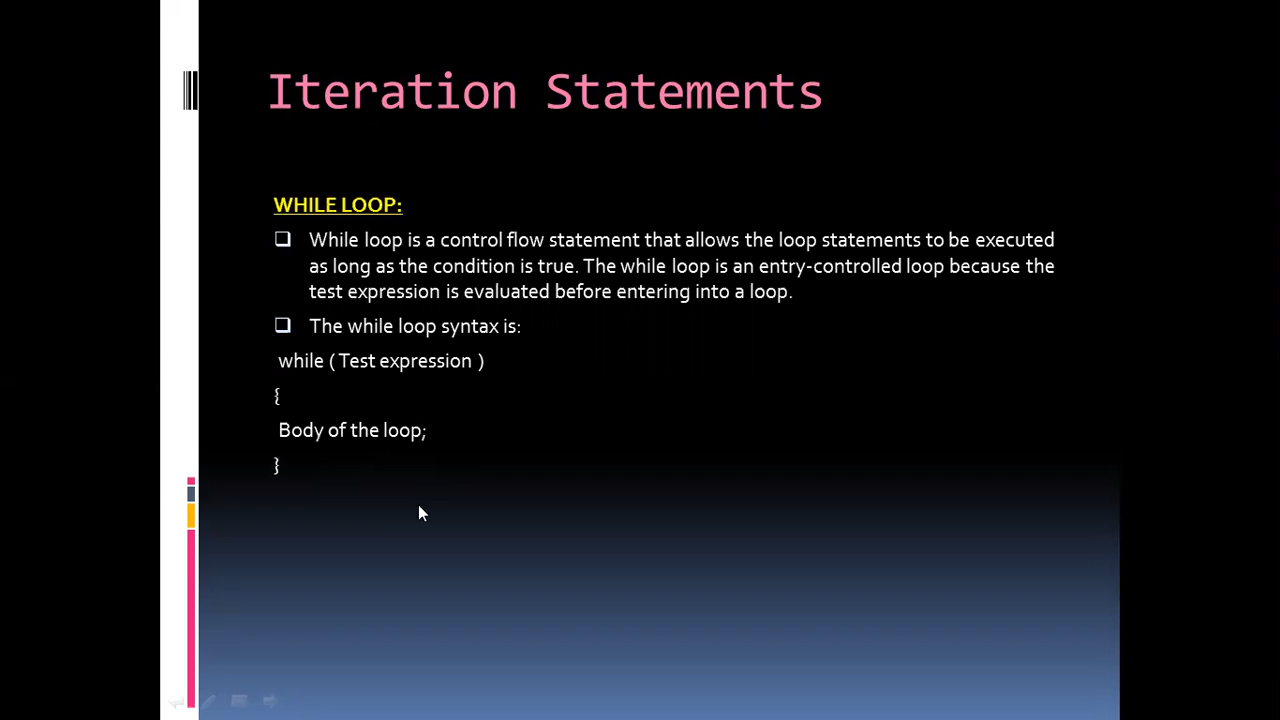 Iteration Statements
WHILE LOOP:
While loop is a control flow statement that allows the loop statements to be executed
as long as the condition is true. The while loop is an entry-controlled loop because the
test expression is evaluated before entering into a loop.
The while loop syntax is:
while ( Test expression )
{
Body of the loop;
}